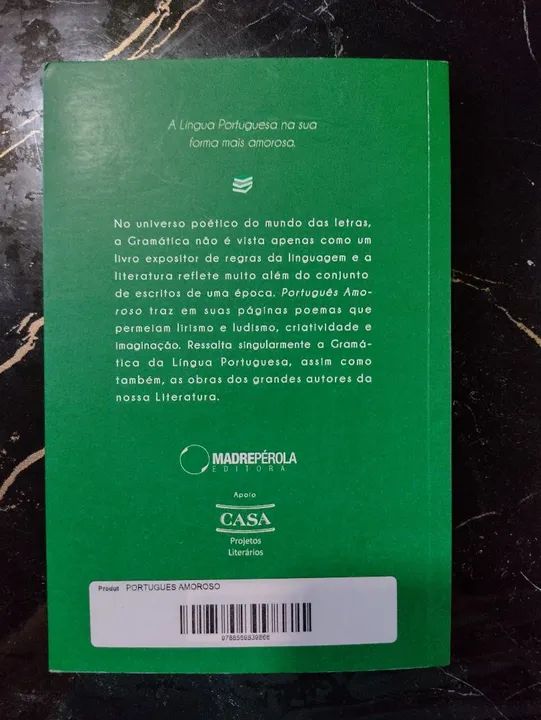 A Língua Portuguesa na sua
forma mais amorosa.
No universo poético do mundo das letras,
a Gramática não é vista apenas como um
livro expositor de regras da linguagem e a
literatura reflete muito além do conjunto
de escritos de uma época. Português Amo-
roso traz em suas páginas poemas que
permeiam lirismo e ludismo, criatividade e
imaginação. Ressalta singularmente a Gramá-
tica da Língua Portuguesa, assim como
também, as obras dos grandes autores da
nossa Literatura.
MADREPÉROLA
EDITORA
Apoio
CASA
Projetos
Literários
Produt PORTUGUES AMOROSO